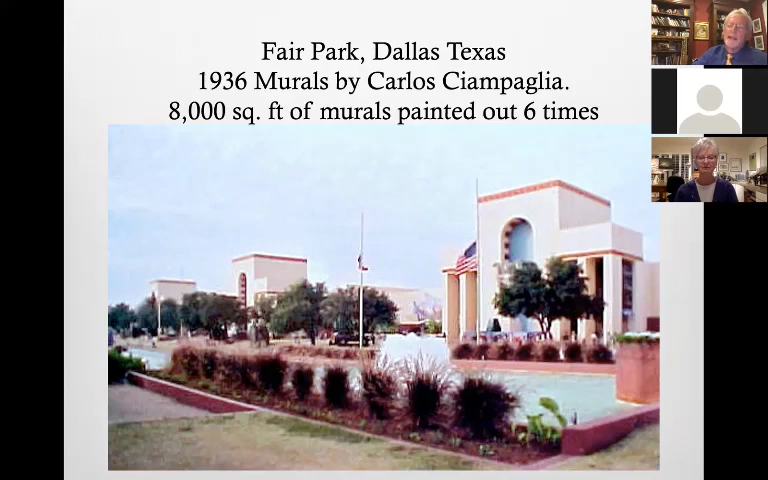 Fair Park, Dallas Texas
1936 Murals by Carlos Ciampaglia.
8,000 sq. ft of murals painted out 6 times